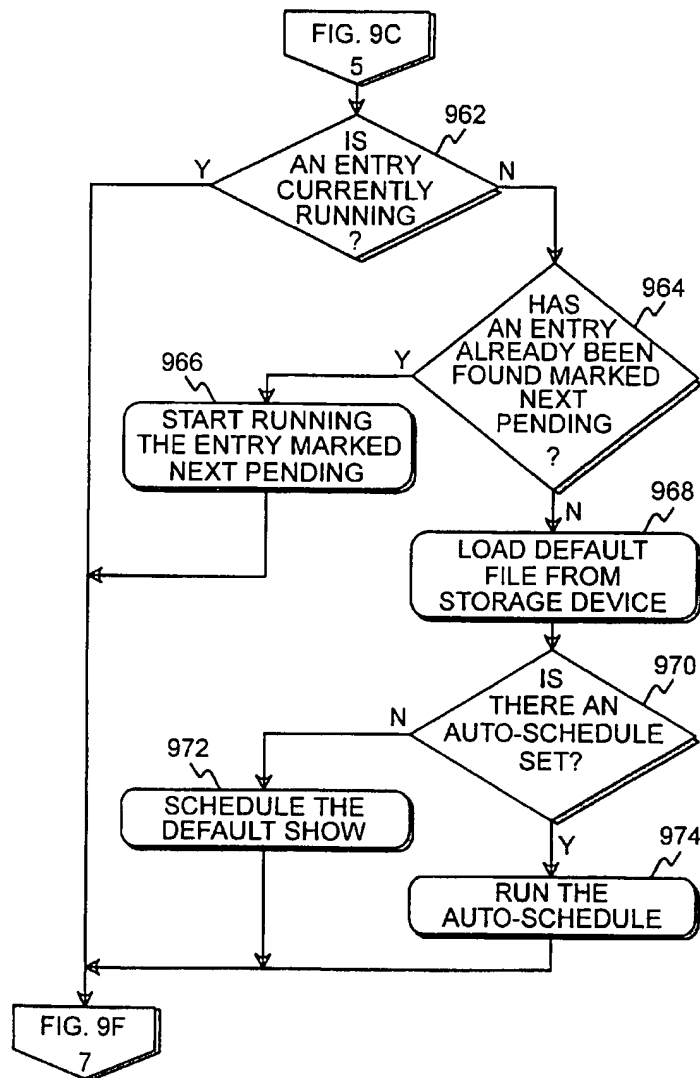 FIG. 9C
5
962
IS
AN ENTRY
CURRENTLY
RUNNING
?
Y
N
964
HAS
AN ENTRY
ALREADY BEEN
FOUND MARKED
NEXT
PENDING
?
Y
966
START RUNNING
THE ENTRY MARKED
NEXT PENDING
N
968
LOAD DEFAULT
FILE FROM
STORAGE DEVICE
970
IS
THERE AN
AUTO-SCHEDULE
SET?
N
972
SCHEDULE THE
DEFAULT SHOW
Y
974
RUN THE
AUTO-SCHEDULE
FIG. 9F
7